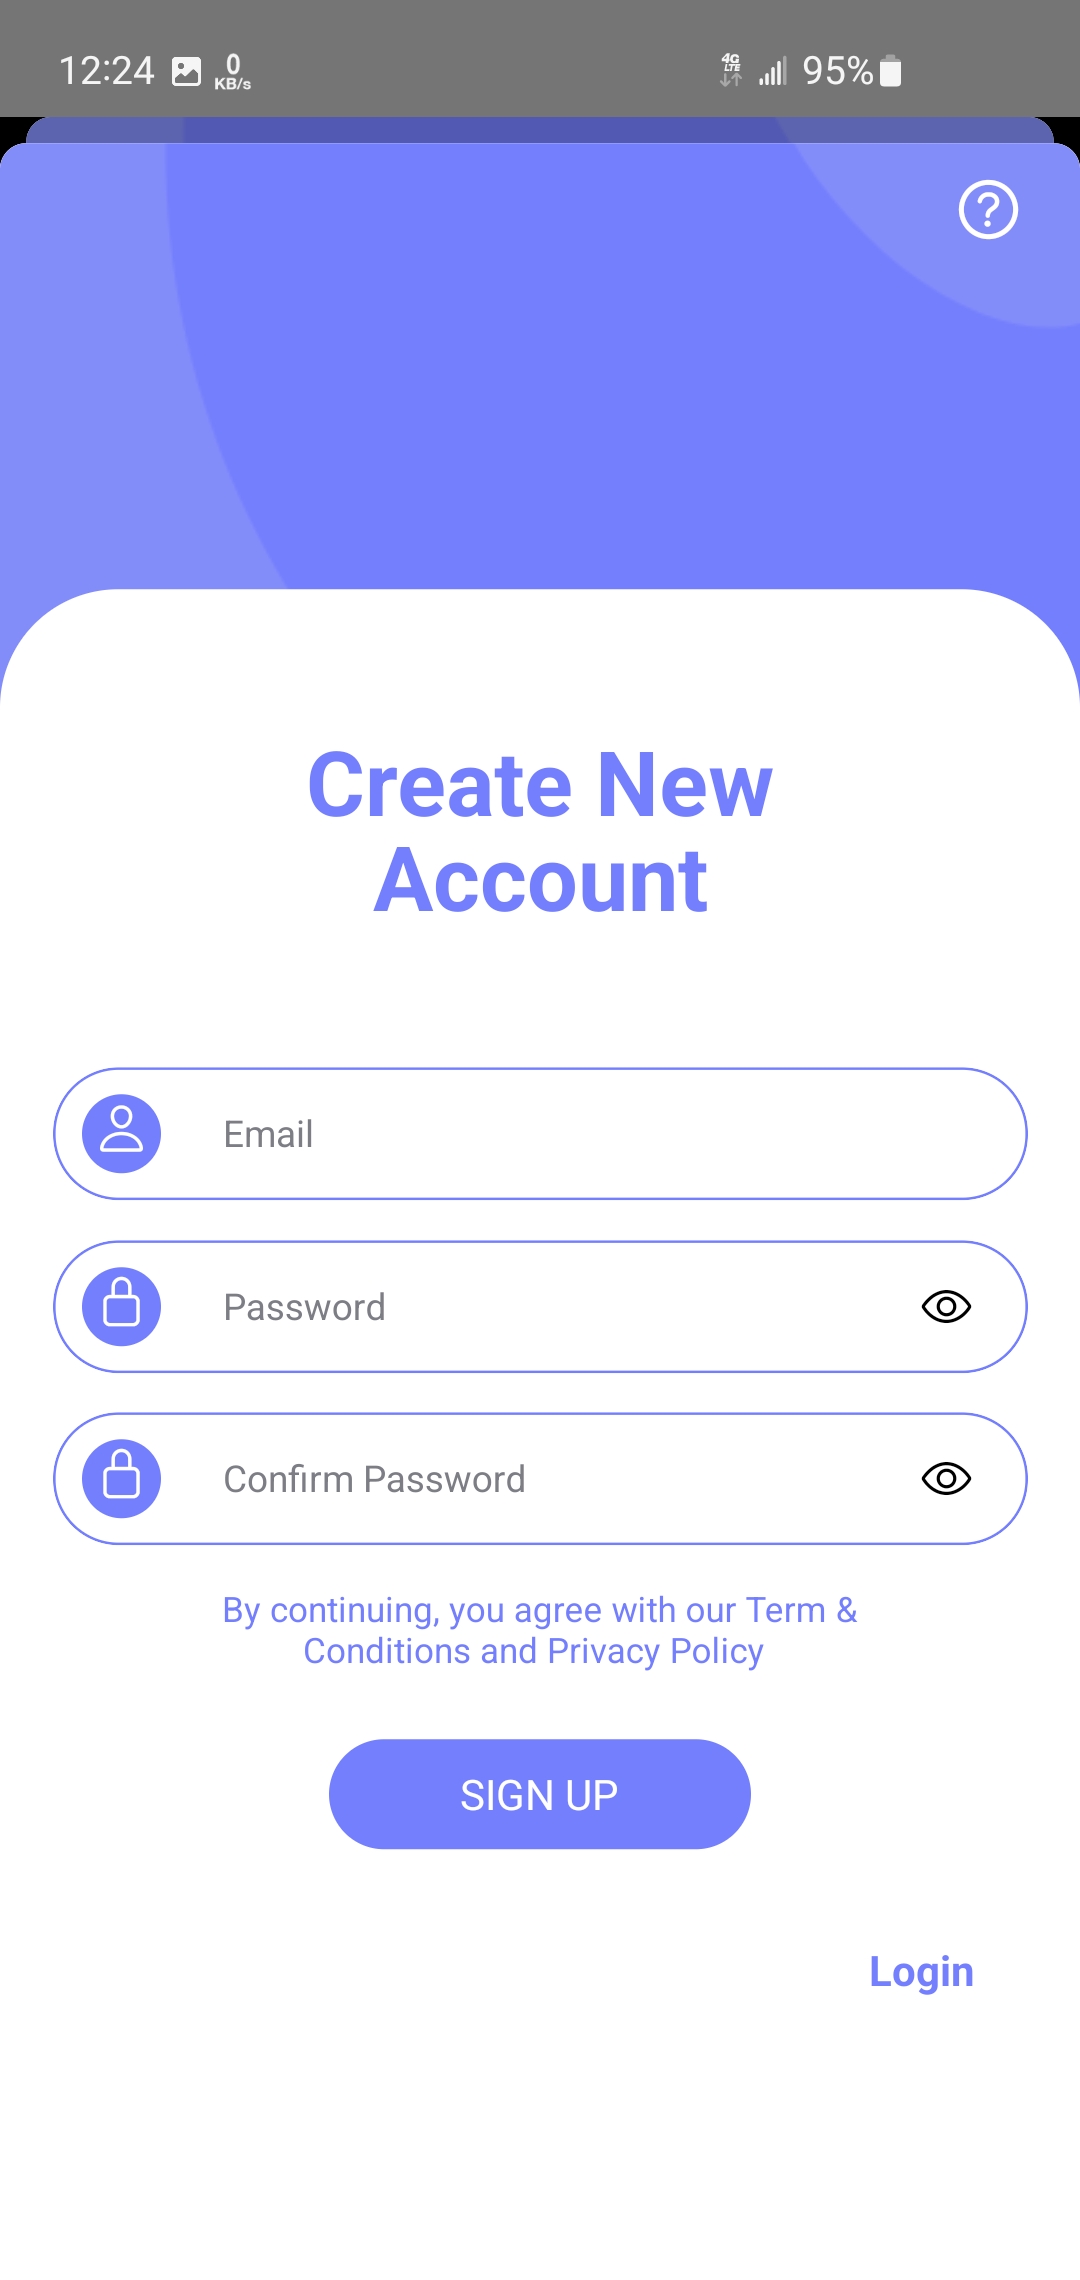 12:24 0 KB/s 4G LTE 95%
?
Create New
Account
Email
Password
Confirm Password
By continuing, you agree with our Term &
Conditions and Privacy Policy
SIGN UP
Login